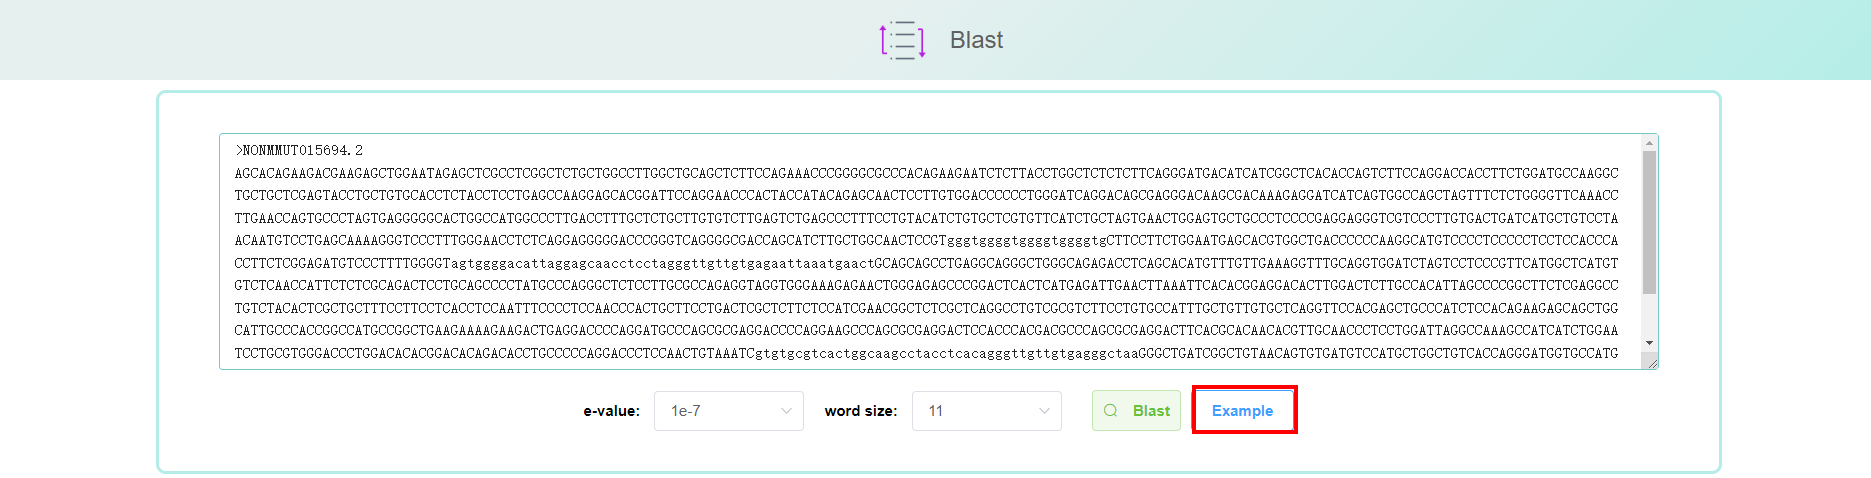 Blast
>NONMMUT015694.2
AGCACAGAAGACGAAGAGCTGGAATAGAGCTCGCCTCGGCTCTGCTGGCCTTGGCTGCAGCTCTTCCAGAAACCCGGGGCGCCCACAGAAGAATCTCTTACCTGGCTCTCTCTTCAGGGATGACATCATCGGCTCACACCAGTCTTCCAGGACCACCTTCTGGATGCCAAGGC
TGCTGCTCGAGTACCTGCTGTGCACCTCTACCTCCTGAGCCAAGGAGCACGGATTCCAGGAACCCACTACCATACAGAGCAACTCCTTGTGGACCCCCCTGGGATCAGGACAGCGAGGGACAAGCGACAAAGAGGATCATCAGTGGCCAGCTAGTTTCTCTGGGGTTCAAACC
TTGAACCAGTGCCCTAGTGAGGGGGCACTGGCCATGGCCCTTGACCTTTGCTCTGCTTGTGTCTTGAGTCTGAGCCCTTTCCTGTACATCTGTGCTCGTGTTCATCTGCTAGTGAACTGGAGTGCTGCCCTCCCCGAGGAGGGTCGTCCCTTGTGACTGATCATGCTGTCCTA
ACAATGTCCTGAGCAAAAGGGTCCCTTTGGGAACCTCTCAGGAGGGGGACCCGGGTCAGGGGCGACCAGCATCTTGCTGGCAACTCCGTgggtggggtggggtggggtgCTTCCTTCTGGAATGAGCACGTGGCTGACCCCCCAAGGCATGTCCCCTCCCCCTCCTCCACCCA
CCTTCTCGGAGATGTCCCTTTTGGGGTagtggggacattaggagcaacctcctagggttgttgtgagaattaaatgaactGCAGCAGCCTGAGGCAGGGCTGGGCAGAGACCTCAGCACATGTTTGTTGAAAGGTTTGCAGGTGGATCTAGTCCTCCCGTTCATGGCTCATGT
GTCTCAACCATTCTCTCGCAGACTCCTGCAGCCCCTATGCCCAGGGCTCTCCTTGCGCCAGAGGTAGGTGGGAAAGAGAACTGGGAGAGCCCGGACTCACTCATGAGATTGAACTTAAATTCACACGGAGGACACTTGGACTCTTGCCACATTAGCCCCGGCTTCTCGAGGCC
TGTCTACACTCGCTGCTTTCCTTCCTCACCTCCAATTTCCCCTCCAACCCACTGCTTCCTGACTCGCTCTTCTCCATCGAACGGCTCTCGCTCAGGCCTGTCGCGTCTTCCTGTGCCATTTGCTGTTGTCTCAGGTTCCACGAGCTGCCCATCTCCACAGAAGAGCAGCTGG
CATTGCCCACCGGCCATGCCGGCTGAAGAAAAGAAGACTGAGGACCCCAGGATGCCCAGCGCGAGGACCCCAGGAAGCCCAGCGCGAGGACTCCACCCACGACGCCCAGCGCGAGGACTTCACGCACAACACGTTGCAACCCTCCTGGATTAGGCCAAAGCCATCATCTGGAA
TCCTGCGTGGGACCCTGGACACACGGACACAGACACCTGCCCCCAGGACCCTCCAACTGTAAATCgtgtgcgtcactggcaagcctacctcacagggttgttgtgagggctaaGGGCTGATCGGCTGTAACAGTGTGATGTCCATGCTGGCTGTCACCAGGGATGGTGCCATG
e-value: 1e-7 word size: 11 Blast Example